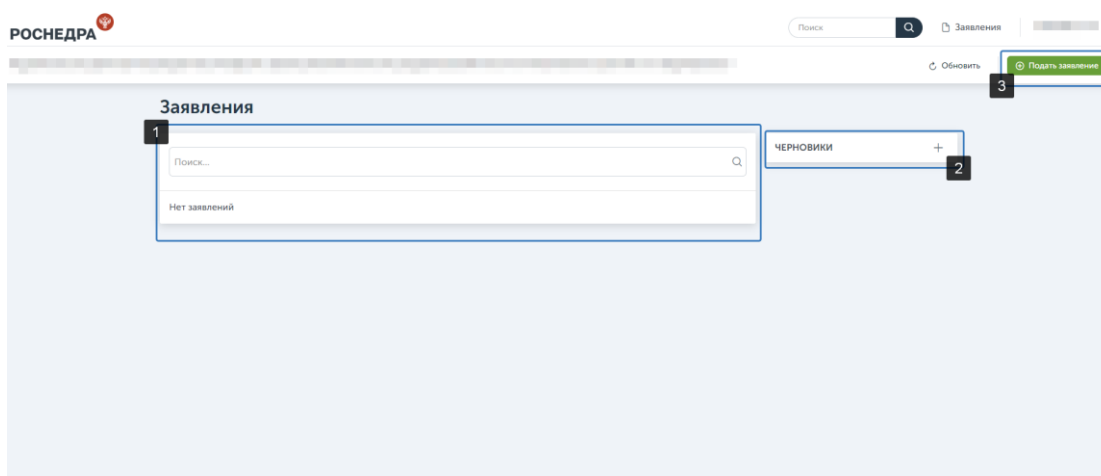 РОСНЕДРА
Поиск
Заявления
Обновить
Подать заявление
3
Заявления
1
Поиск...
ЧЕРНОВИКИ
2
Нет заявлений